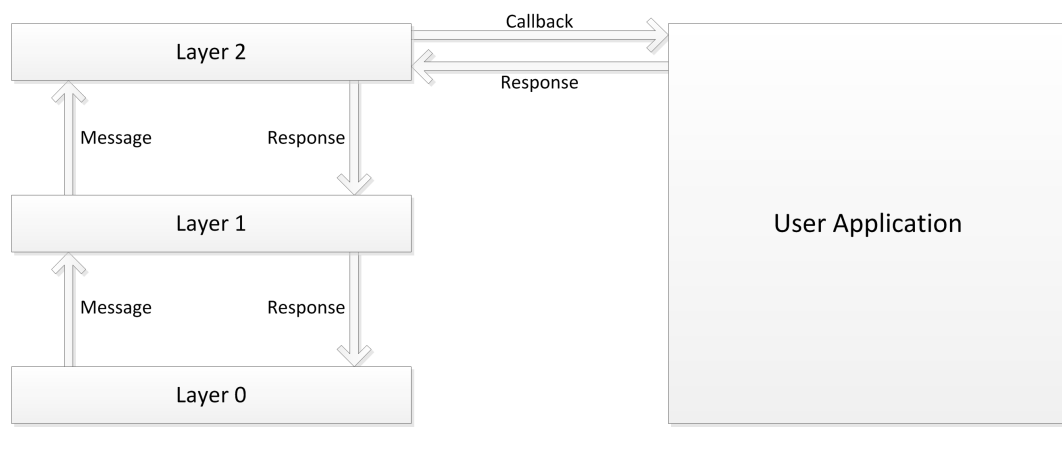 Callback
Layer 2
Response
Message
Response
Layer 1
User Application
Message
Response
Layer 0